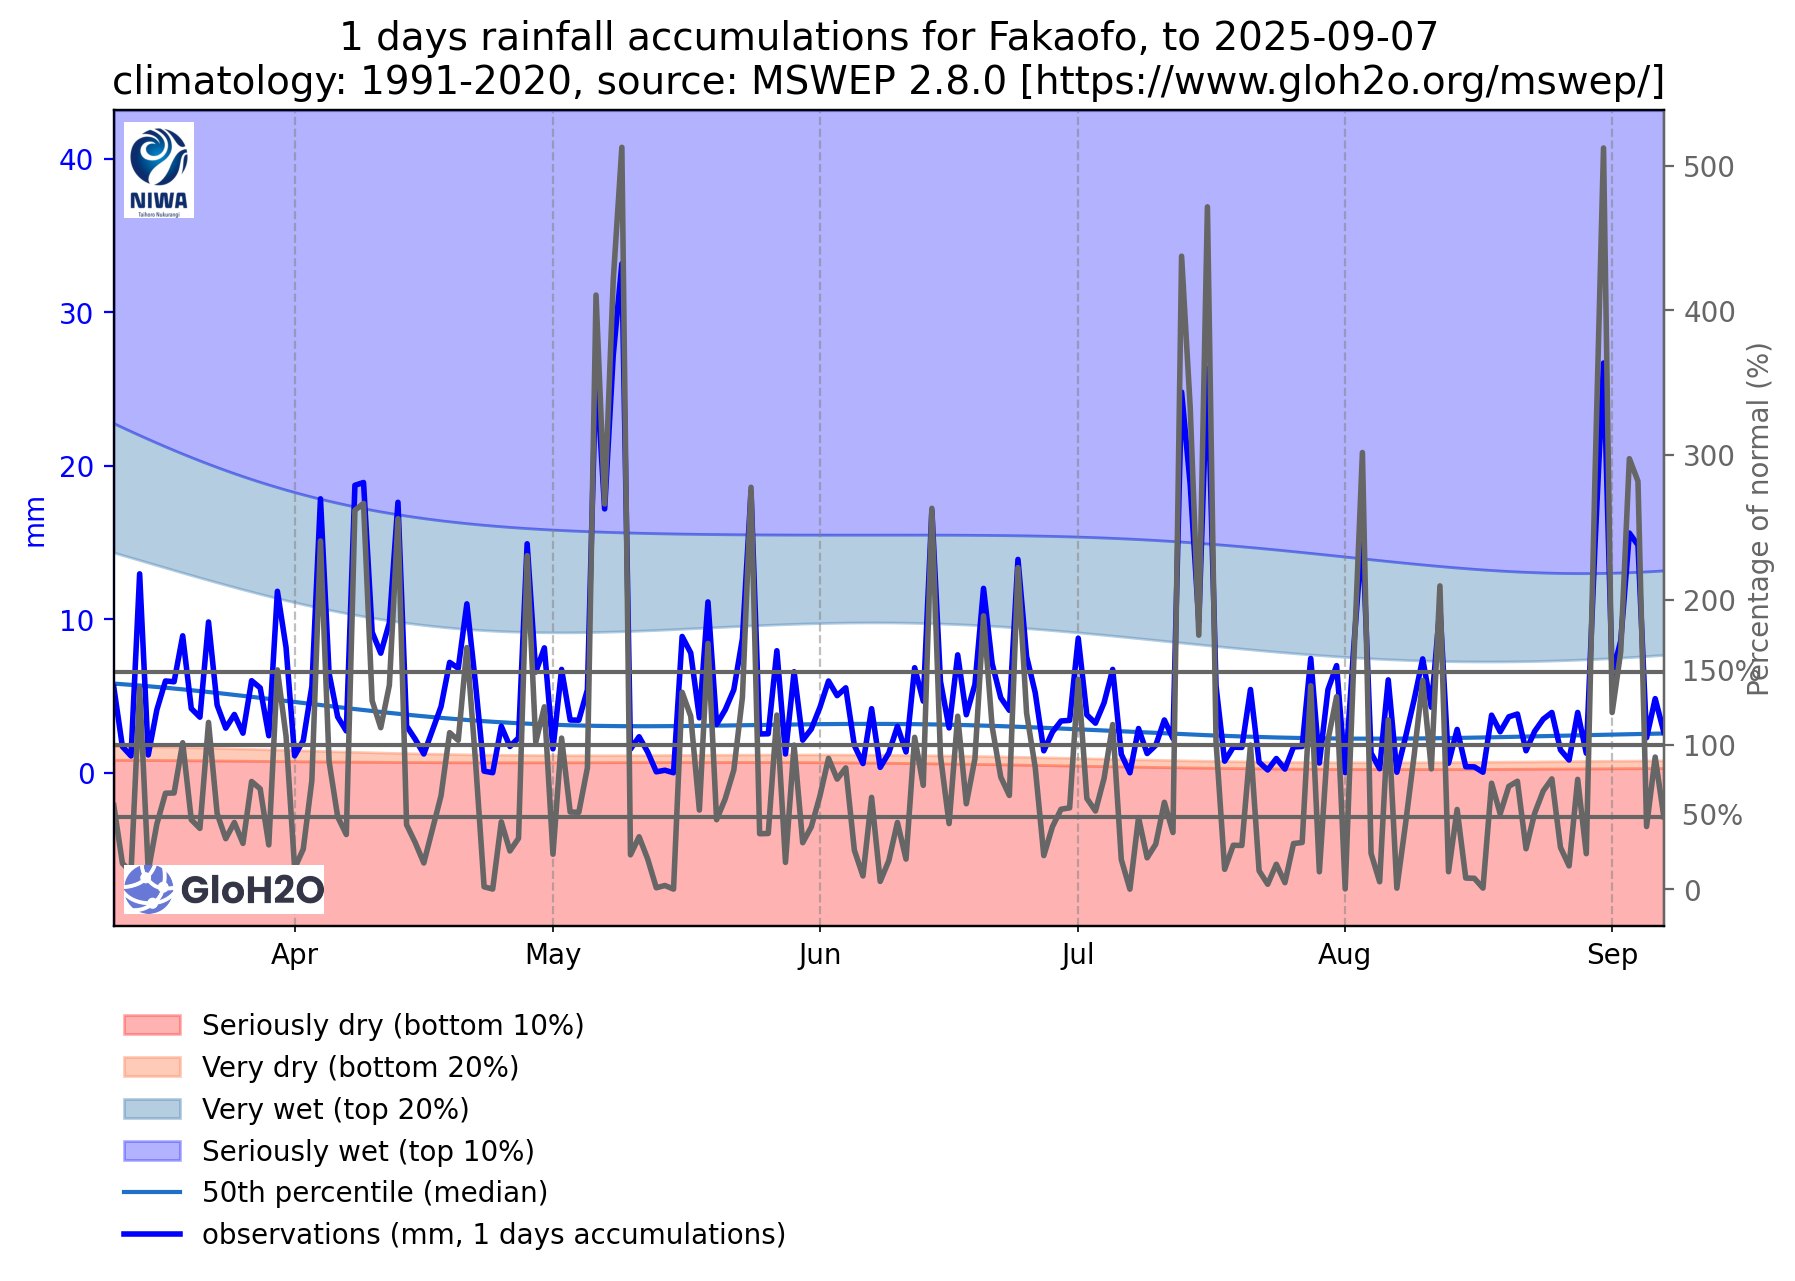 1 days rainfall accumulations for Fakaofo, to 2025-09-07
climatology: 1991-2020, source: MSWEP 2.8.0 [https://www.gloh2o.org/mswep/]
NIWA
Taihoro Nukurangi
40
30
20
10
0
mm
500
400
300
200
150%
100
50%
0
Percentage of normal (%)
GloH2O
Apr
May
Jun
Jul
Aug
Sep
Seriously dry (bottom 10%)
Very dry (bottom 20%)
Very wet (top 20%)
Seriously wet (top 10%)
50th percentile (median)
observations (mm, 1 days accumulations)